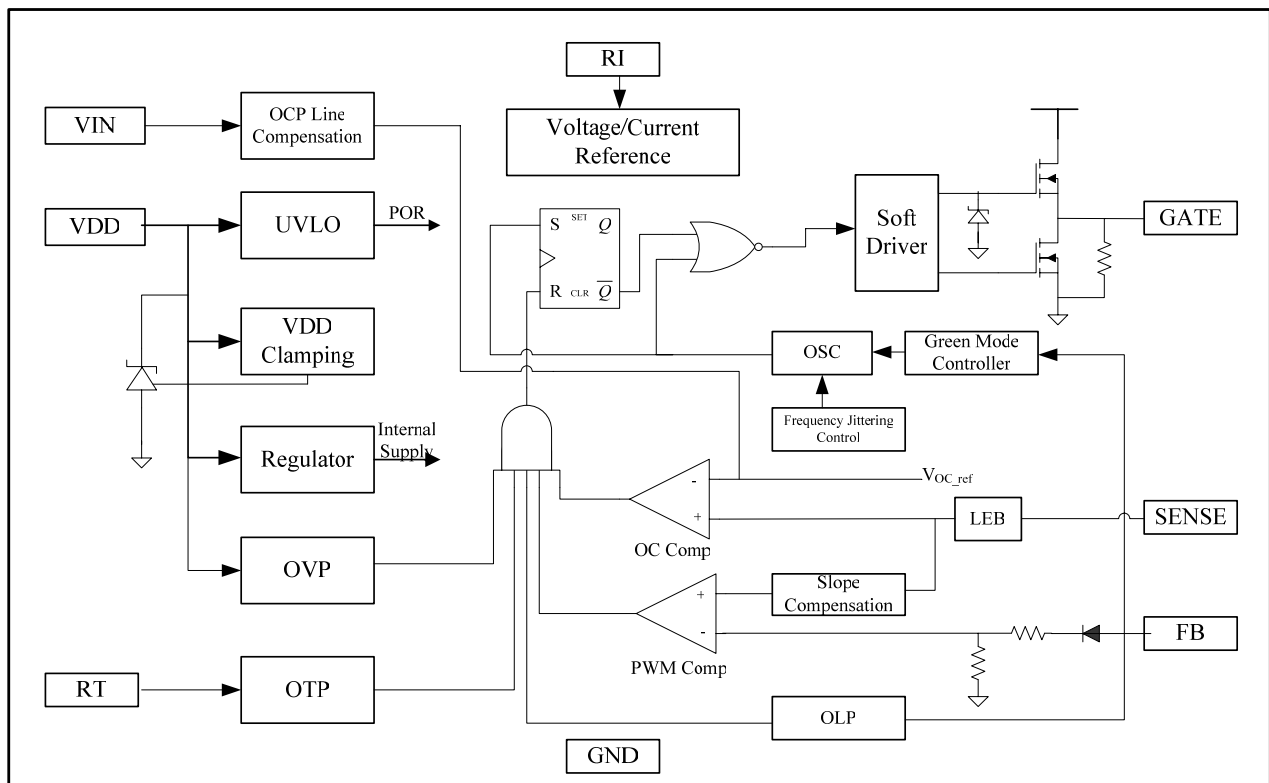 RI
VIN
OCP Line
Compensation
Voltage/Current
Reference
VDD
UVLO
POR
S
SET
Q
R
CLR
Q
Soft
Driver
GATE
VDD
Clamping
OSC
Green Mode
Controller
Frequency Jittering
Control
Regulator
Internal
Supply
-
+
OC Comp
VOC_ref
LEB
SENSE
OVP
+
-
PWM Comp
Slope
Compensation
FB
RT
OTP
OLP
GND